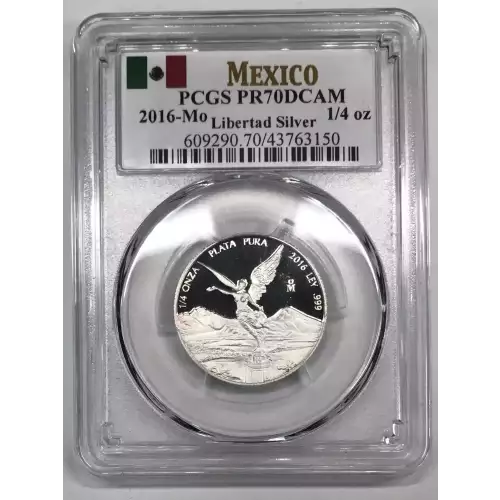 MEXICO
PCGS PR70DCAM
2016-Mo Libertad Silver 1/4 oz
609290.70/43763150
1/4 ONZA PLATA PURA 2016 LEY .999
oM